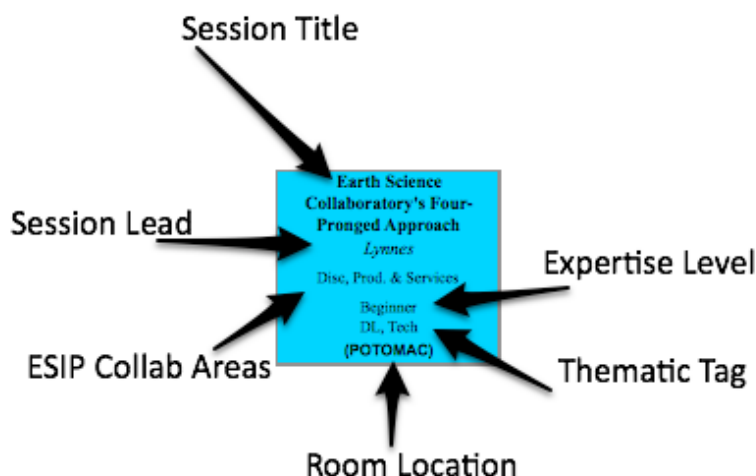 Session Title
Earth Science
Collaboratory's Four-
Pronged Approach
Session Lead
Lynnes
Disc, Prod. & Services
Expertise Level
Beginner
DL, Tech
ESIP Collab Areas
(POTOMAC)
Thematic Tag
Room Location